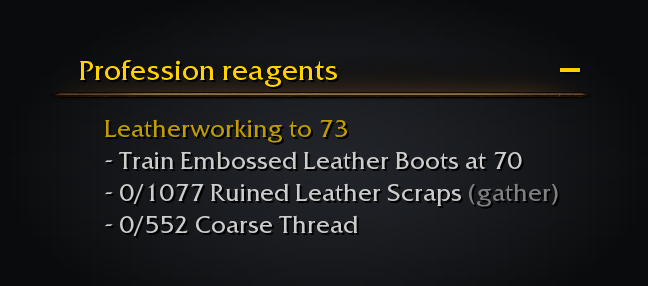 Profession reagents
Leatherworking to 73
- Train Embossed Leather Boots at 70
- 0/1077 Ruined Leather Scraps (gather)
- 0/552 Coarse Thread